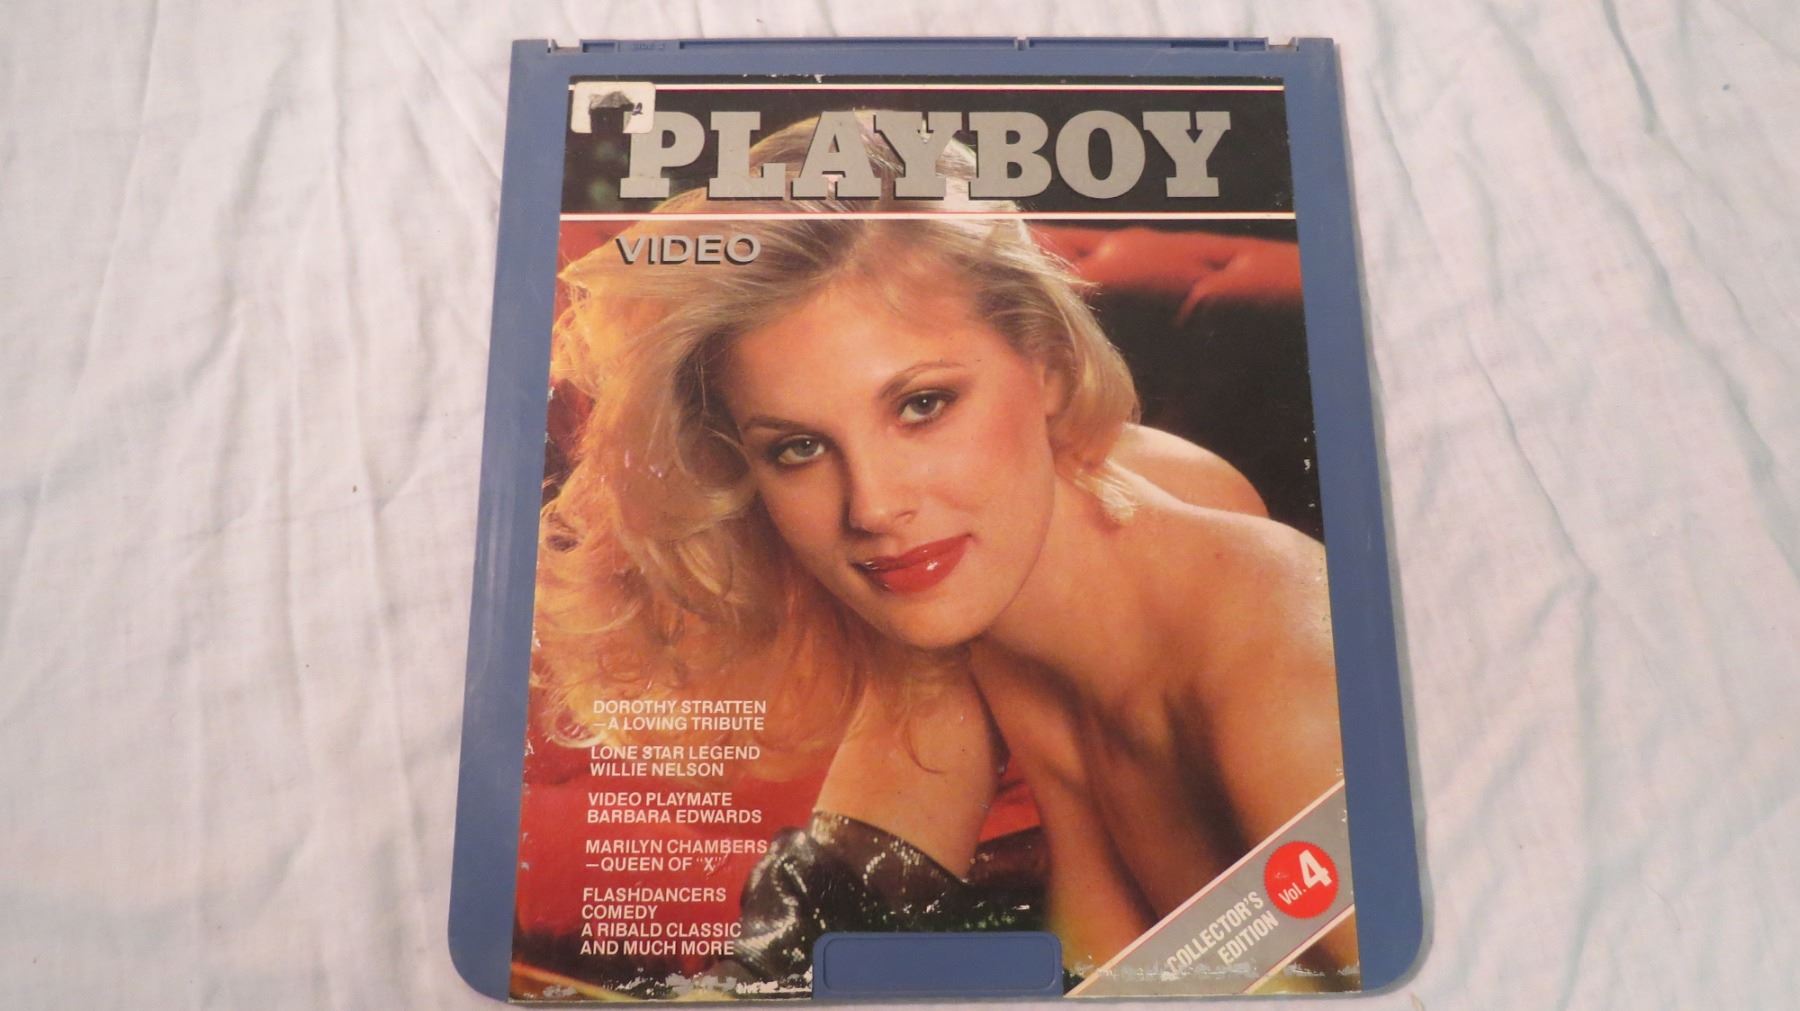 PLAYBOY
VIDEO
DOROTHY STRATTEN
—A LOVING TRIBUTE
LONE STAR LEGEND
WILLIE NELSON
VIDEO PLAYMATE
BARBARA EDWARDS
MARILYN CHAMBERS
—QUEEN OF "X"
FLASHDANCERS
COMEDY
A RIBALD CLASSIC
AND MUCH MORE
Vol. 4
COLLECTOR'S
EDITION